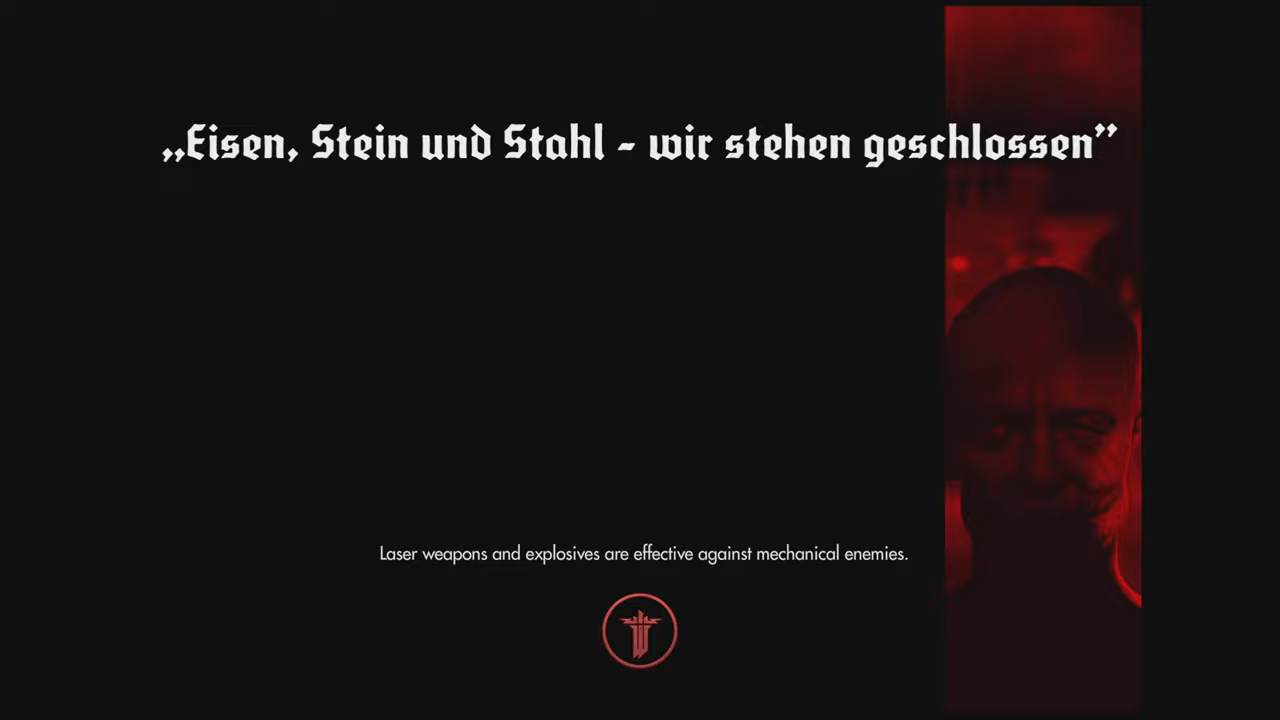 „Eisen, Stein und Stahl - wir stehen geschlossen”
Laser weapons and explosives are effective against mechanical enemies.